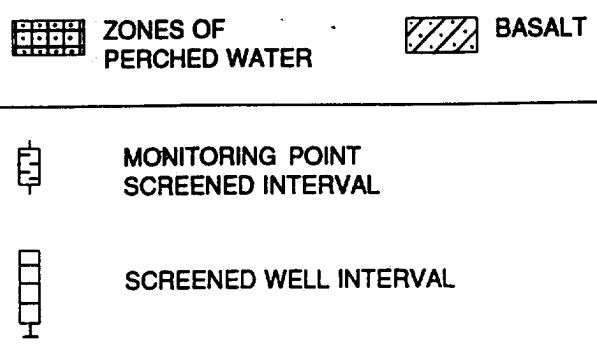 ZONES OF
PERCHED WATER
BASALT
MONITORING POINT
SCREENED INTERVAL
SCREENED WELL INTERVAL